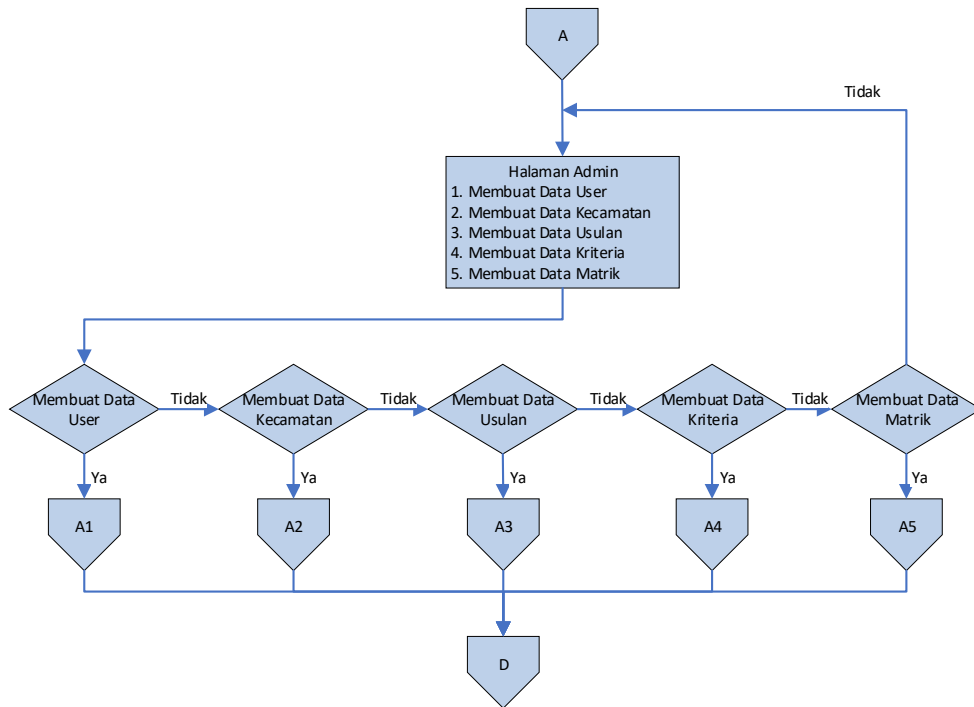 A
Tidak
Halaman Admin
1. Membuat Data User
2. Membuat Data Kecamatan
3. Membuat Data Usulan
4. Membuat Data Kriteria
5. Membuat Data Matrik
Membuat Data
User
Tidak
Membuat Data
Kecamatan
Tidak
Membuat Data
Usulan
Tidak
Membuat Data
Kriteria
Tidak
Membuat Data
Matrik
Ya
Ya
Ya
Ya
Ya
A1
A2
A3
A4
A5
D